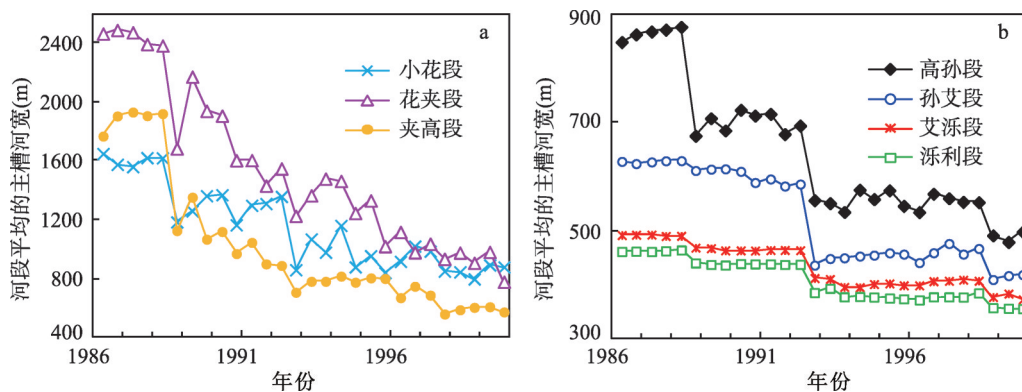 河段平均的主槽河宽(m)
2400
2000
1600
1200
800
400
a
小花段
花夹段
夹高段
1986
1991
1996
年份
河段平均的主槽河宽(m)
900
700
500
300
b
高孙段
孙艾段
艾泺段
泺利段
1986
1991
1996
年份